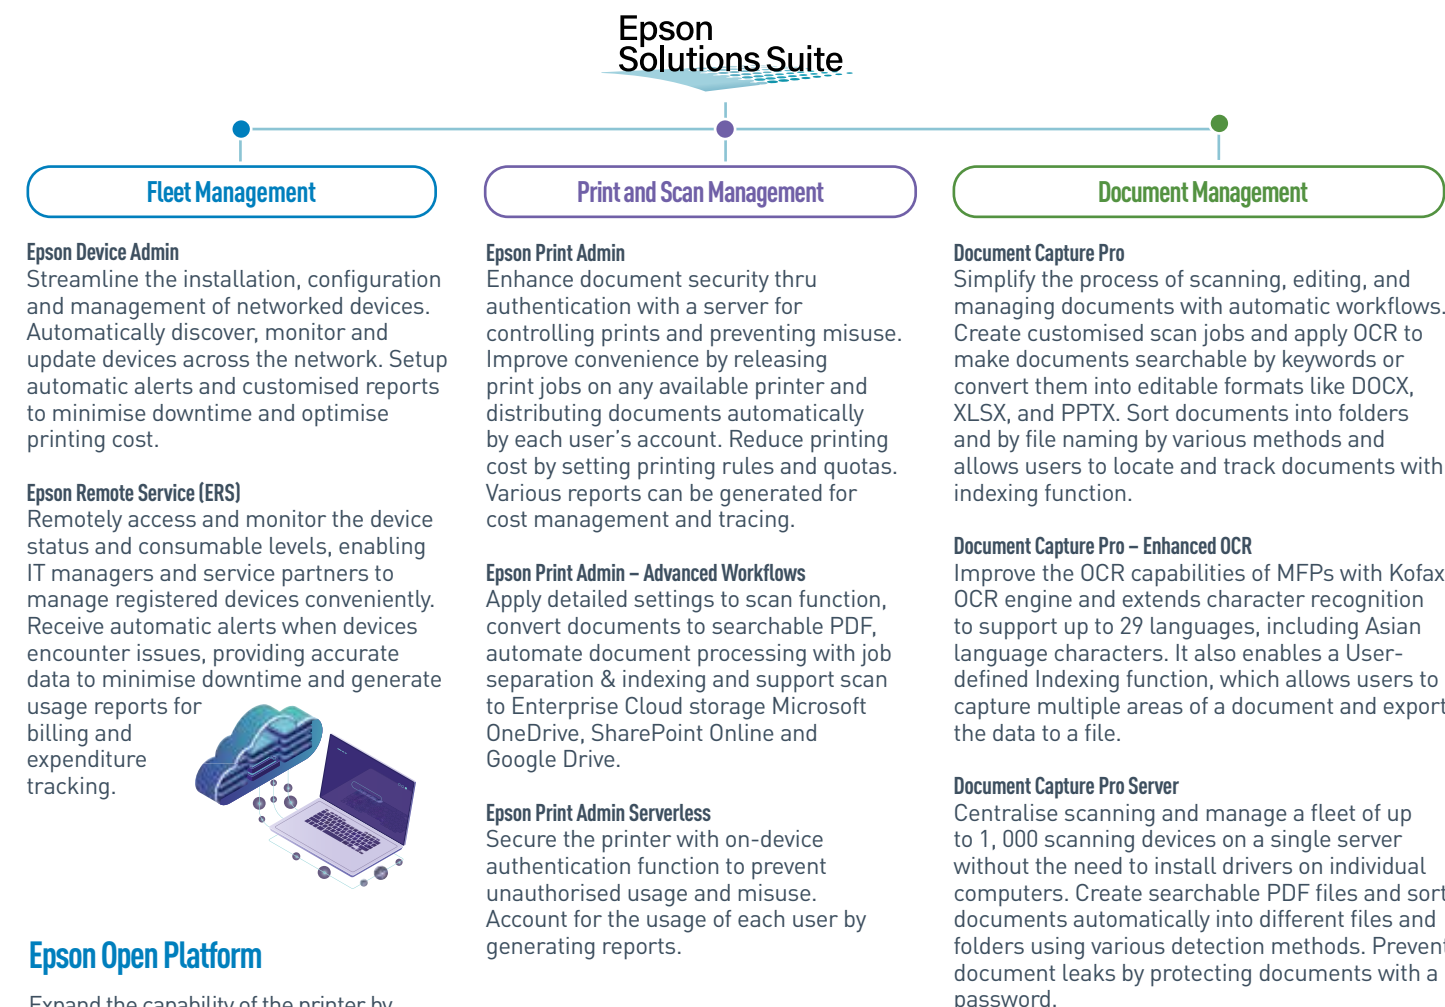 Epson
Solutions Suite
Fleet Management
Epson Device Admin
Streamline the installation, configuration
and management of networked devices.
Automatically discover, monitor and
update devices across the network. Setup
automatic alerts and customised reports
to minimise downtime and optimise
printing cost.
Epson Remote Service (ERS)
Remotely access and monitor the device
status and consumable levels, enabling
IT managers and service partners to
manage registered devices conveniently.
Receive automatic alerts when devices
encounter issues, providing accurate
data to minimise downtime and generate
usage reports for
billing and
expenditure
tracking.
Epson Open Platform
Expand the capability of the printer by
Print and Scan Management
Epson Print Admin
Enhance document security thru
authentication with a server for
controlling prints and preventing misuse.
Improve convenience by releasing
print jobs on any available printer and
distributing documents automatically
by each user's account. Reduce printing
cost by setting printing rules and quotas.
Various reports can be generated for
cost management and tracing.
Epson Print Admin – Advanced Workflows
Apply detailed settings to scan function,
convert documents to searchable PDF,
automate document processing with job
separation & indexing and support scan
to Enterprise Cloud storage Microsoft
OneDrive, SharePoint Online and
Google Drive.
Epson Print Admin Serverless
Secure the printer with on-device
authentication function to prevent
unauthorised usage and misuse.
Account for the usage of each user by
generating reports.
Document Management
Document Capture Pro
Simplify the process of scanning, editing, and
managing documents with automatic workflows.
Create customised scan jobs and apply OCR to
make documents searchable by keywords or
convert them into editable formats like DOCX,
XLSX, and PPTX. Sort documents into folders
and by file naming by various methods and
allows users to locate and track documents with
indexing function.
Document Capture Pro – Enhanced OCR
Improve the OCR capabilities of MFPs with Kofax
OCR engine and extends character recognition
to support up to 29 languages, including Asian
language characters. It also enables a User-
defined Indexing function, which allows users to
capture multiple areas of a document and export
the data to a file.
Document Capture Pro Server
Centralise scanning and manage a fleet of up
to 1, 000 scanning devices on a single server
without the need to install drivers on individual
computers. Create searchable PDF files and sort
documents automatically into different files and
folders using various detection methods. Prevent
document leaks by protecting documents with a
password.